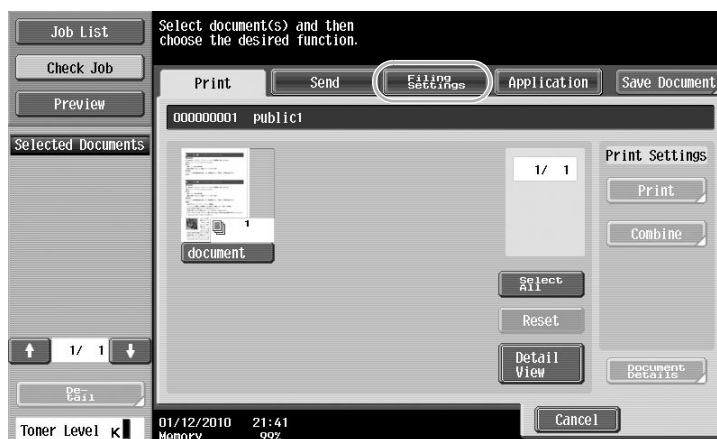 Job List
Check Job
Preview
Selected Documents
1/ 1
De-
tail
Toner Level K
Select document(s) and then
choose the desired function.
Print
Send
Filing
Settings
Application
Save Document
000000001 public1
1
document
1/ 1
Select
All
Reset
Detail
View
Print Settings
Print
Combine
Document
Details
01/12/2010 21:41
Memory 99%
Cancel